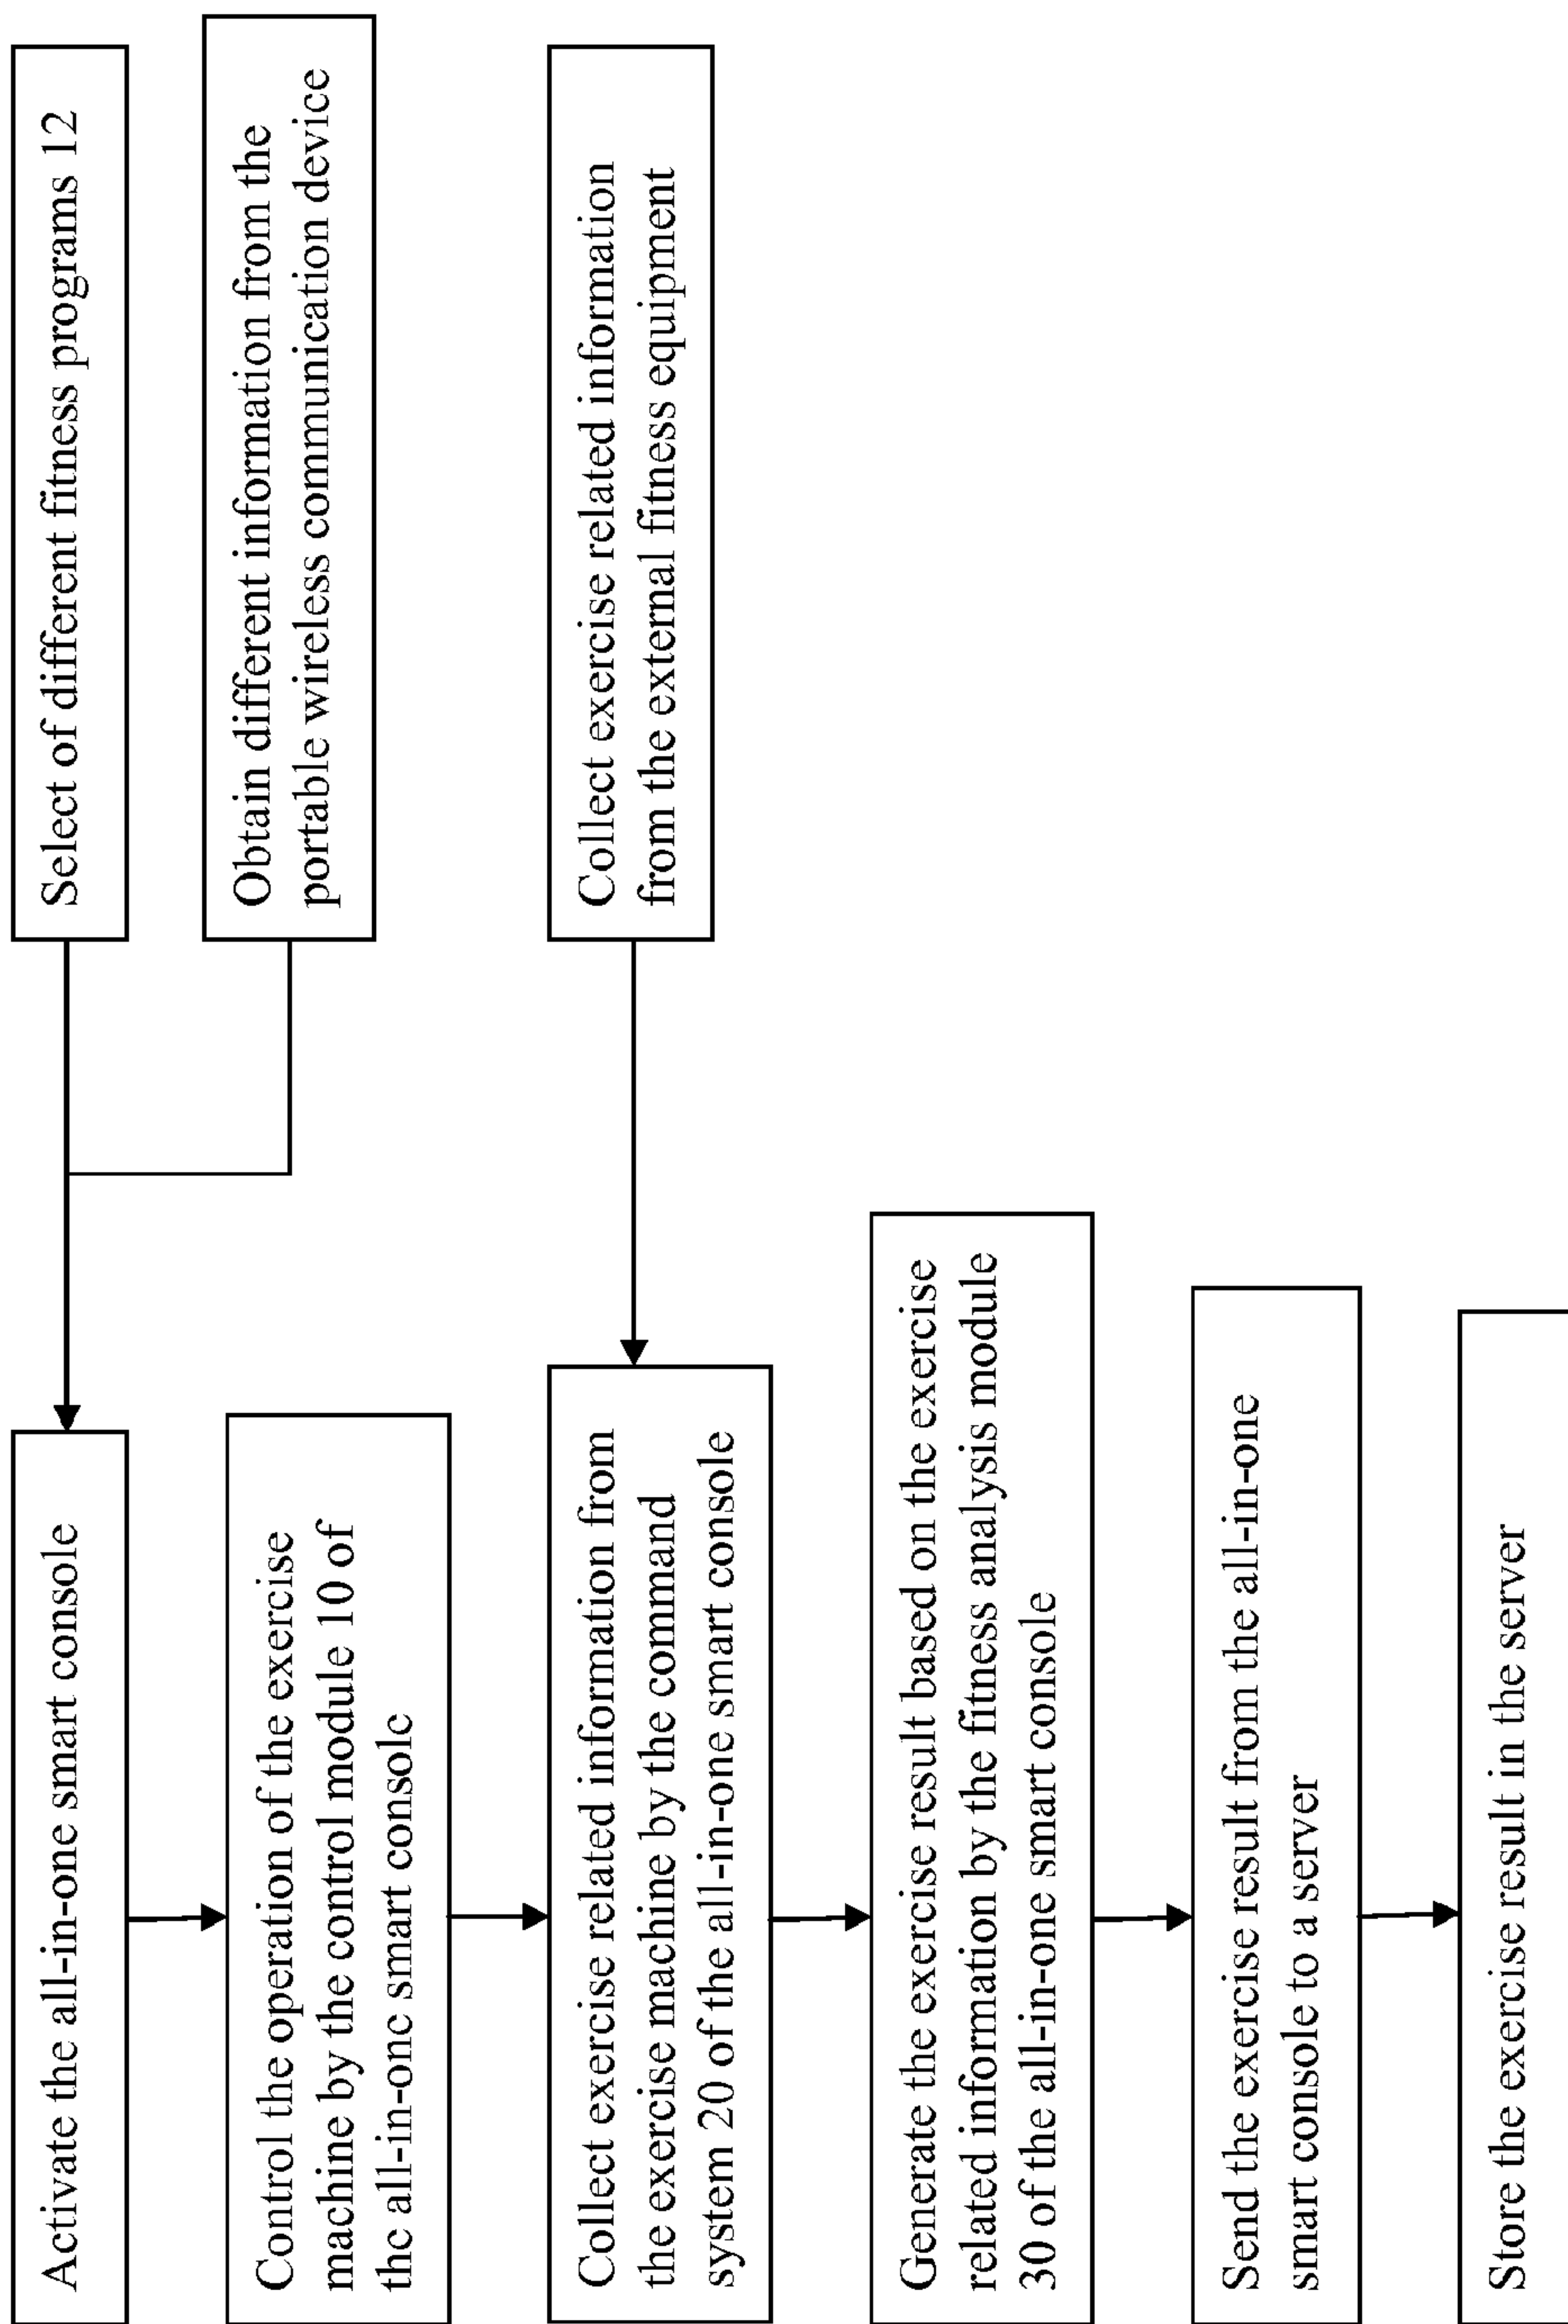 Activate the all-in-one smart console
Select of different fitness programs 12
Obtain different information from the
portable wireless communication device
Control the operation of the exercise
machine by the control module 10 of
the all-in-one smart console
Collect exercise related information from
the exercise machine by the command
system 20 of the all-in-one smart console
Collect exercise related information
from the external fitness equipment
Generate the exercise result based on the exercise
related information by the fitness analysis module
30 of the all-in-one smart console
Send the exercise result from the all-in-one
smart console to a server
Store the exercise result in the server